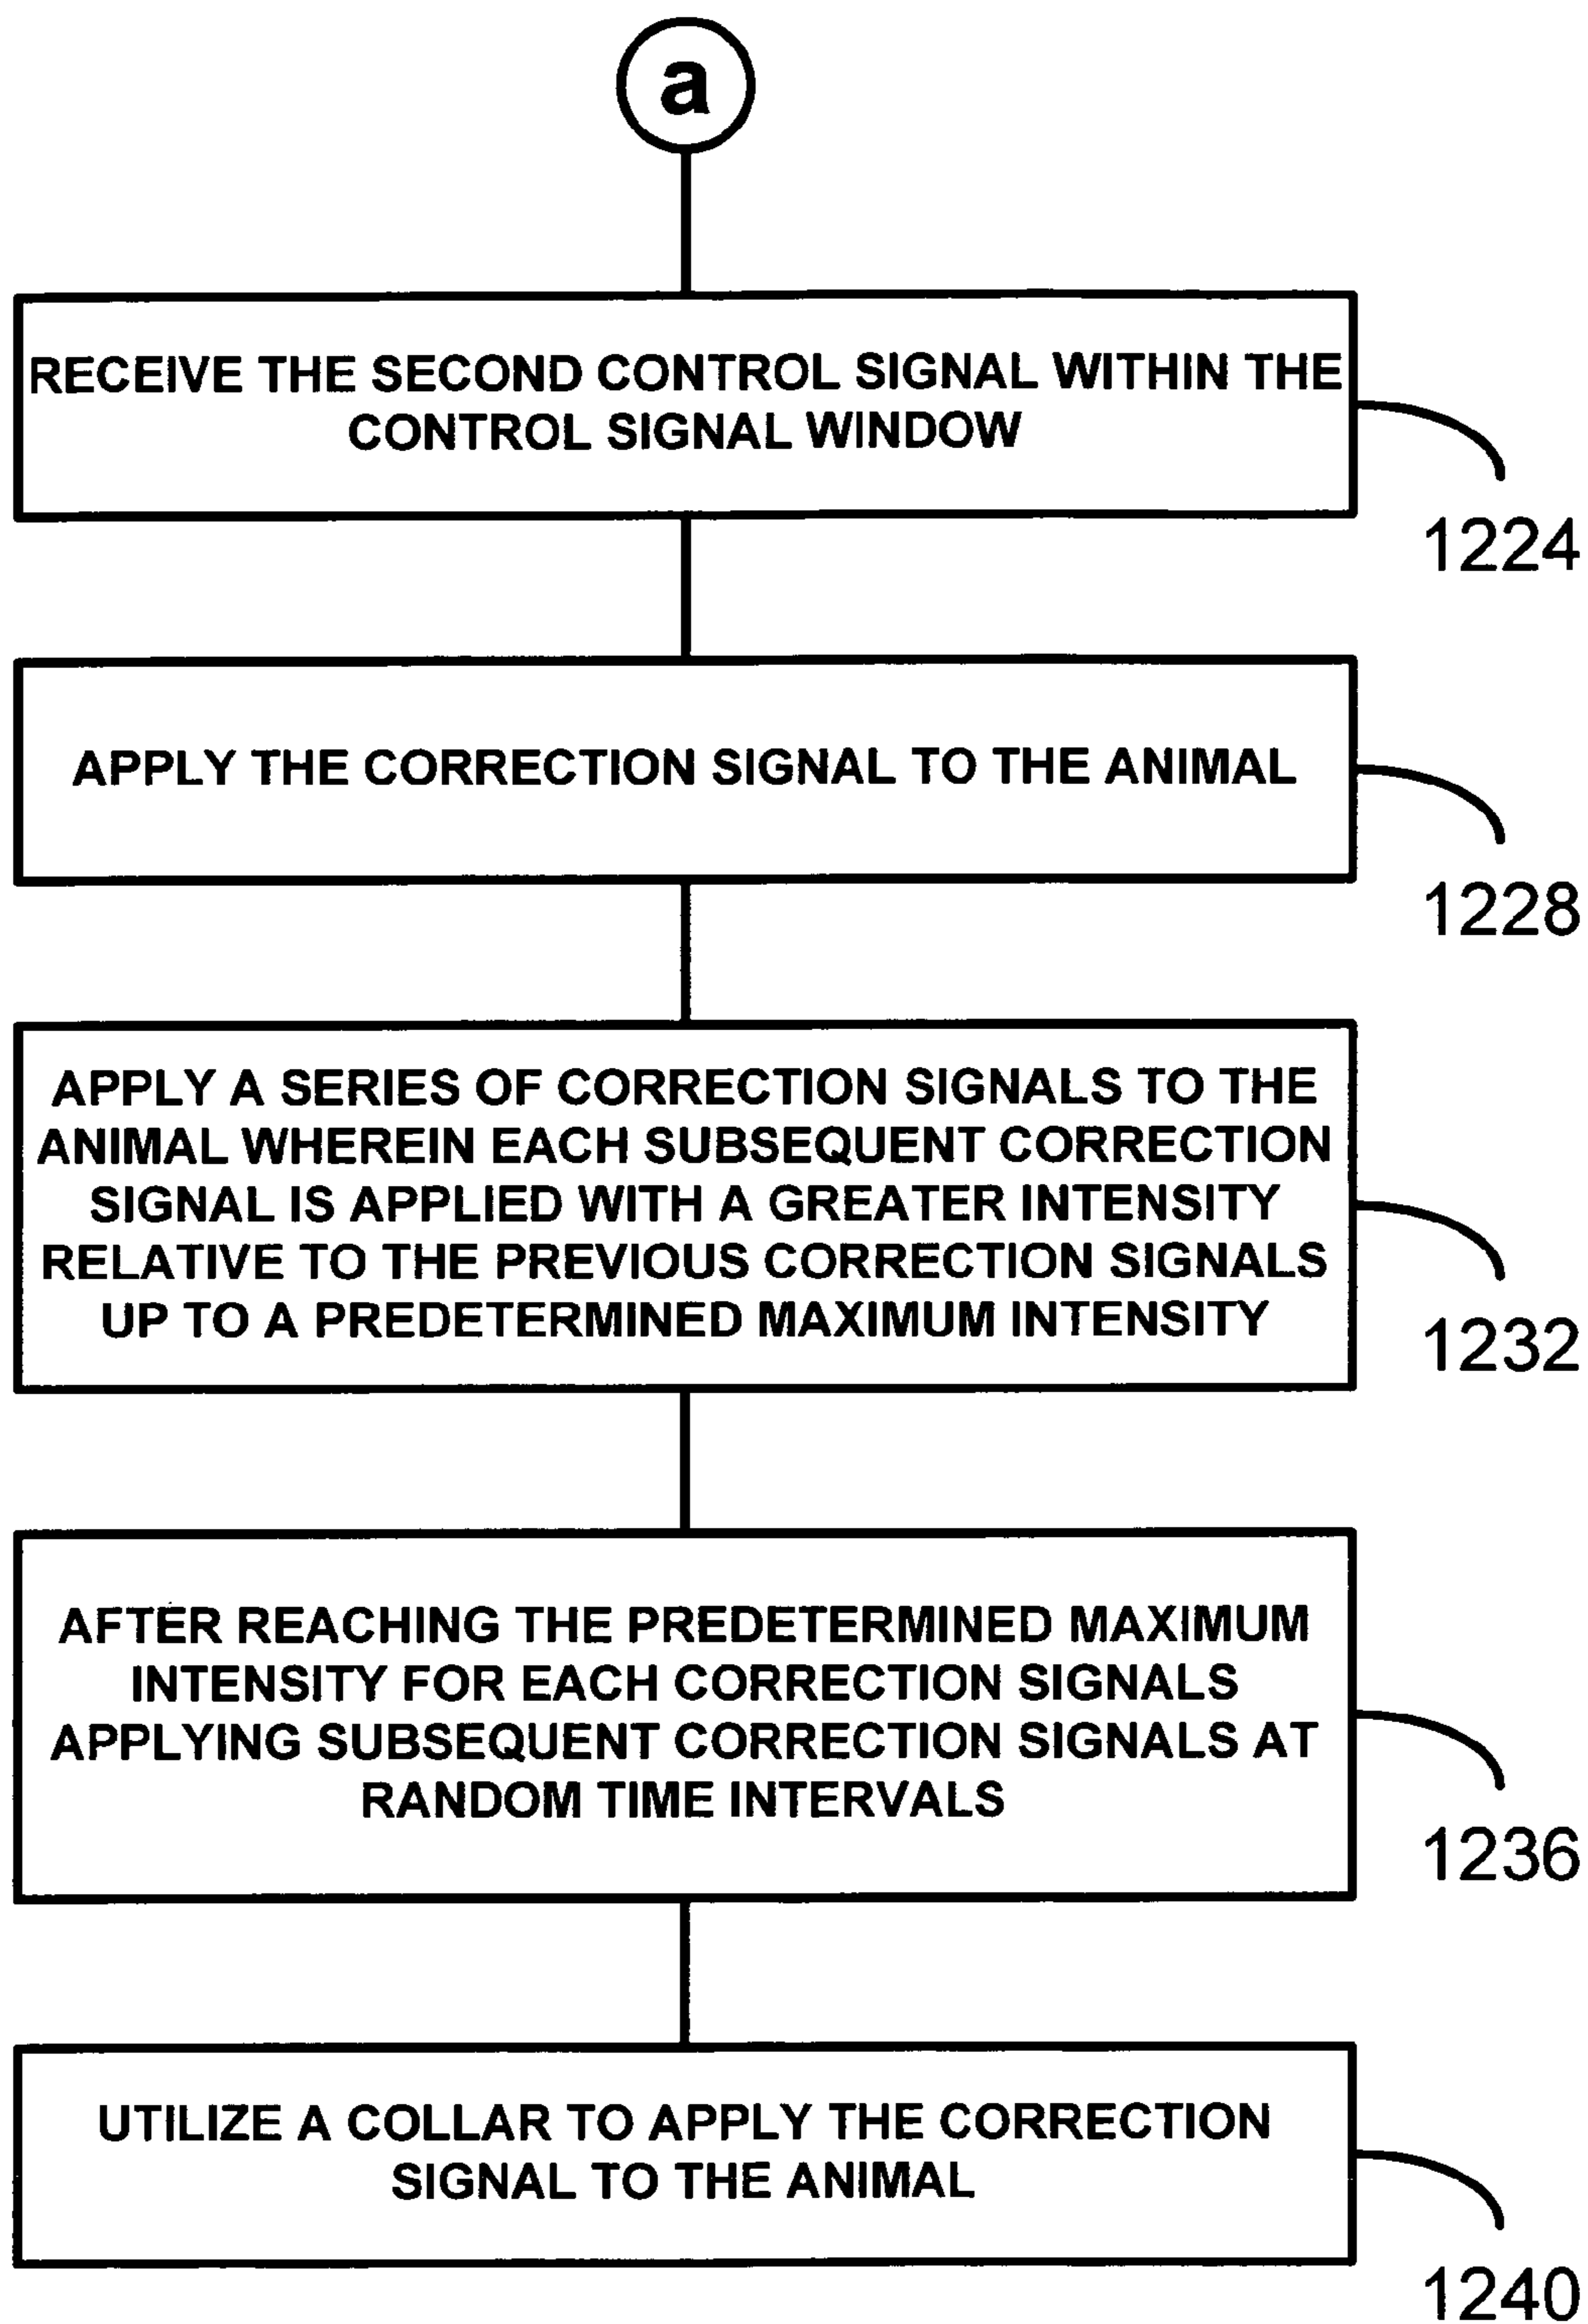 a
RECEIVE THE SECOND CONTROL SIGNAL WITHIN THE
CONTROL SIGNAL WINDOW
1224
APPLY THE CORRECTION SIGNAL TO THE ANIMAL
1228
APPLY A SERIES OF CORRECTION SIGNALS TO THE
ANIMAL WHEREIN EACH SUBSEQUENT CORRECTION
SIGNAL IS APPLIED WITH A GREATER INTENSITY
RELATIVE TO THE PREVIOUS CORRECTION SIGNALS
UP TO A PREDETERMINED MAXIMUM INTENSITY
1232
AFTER REACHING THE PREDETERMINED MAXIMUM
INTENSITY FOR EACH CORRECTION SIGNALS
APPLYING SUBSEQUENT CORRECTION SIGNALS AT
RANDOM TIME INTERVALS
1236
UTILIZE A COLLAR TO APPLY THE CORRECTION
SIGNAL TO THE ANIMAL
1240